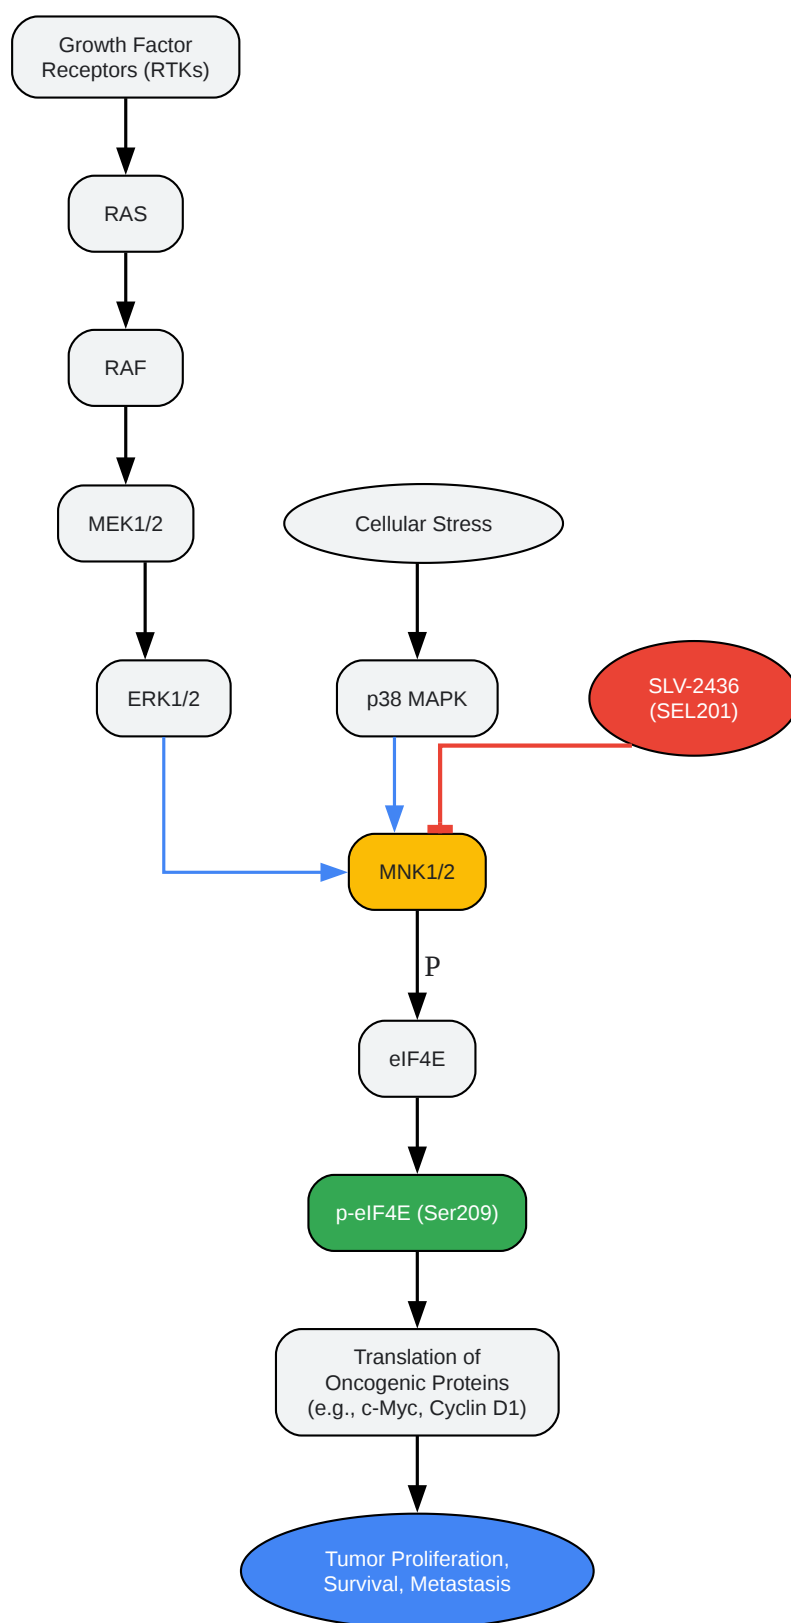 Growth Factor
Receptors (RTKs)
RAS
RAF
MEK1/2
Cellular Stress
ERK1/2
p38 MAPK
SLV-2436
(SEL201)
MNK1/2
P
eIF4E
p-eIF4E (Ser209)
Translation of
Oncogenic Proteins
(e.g., c-Myc, Cyclin D1)
Tumor Proliferation,
Survival, Metastasis